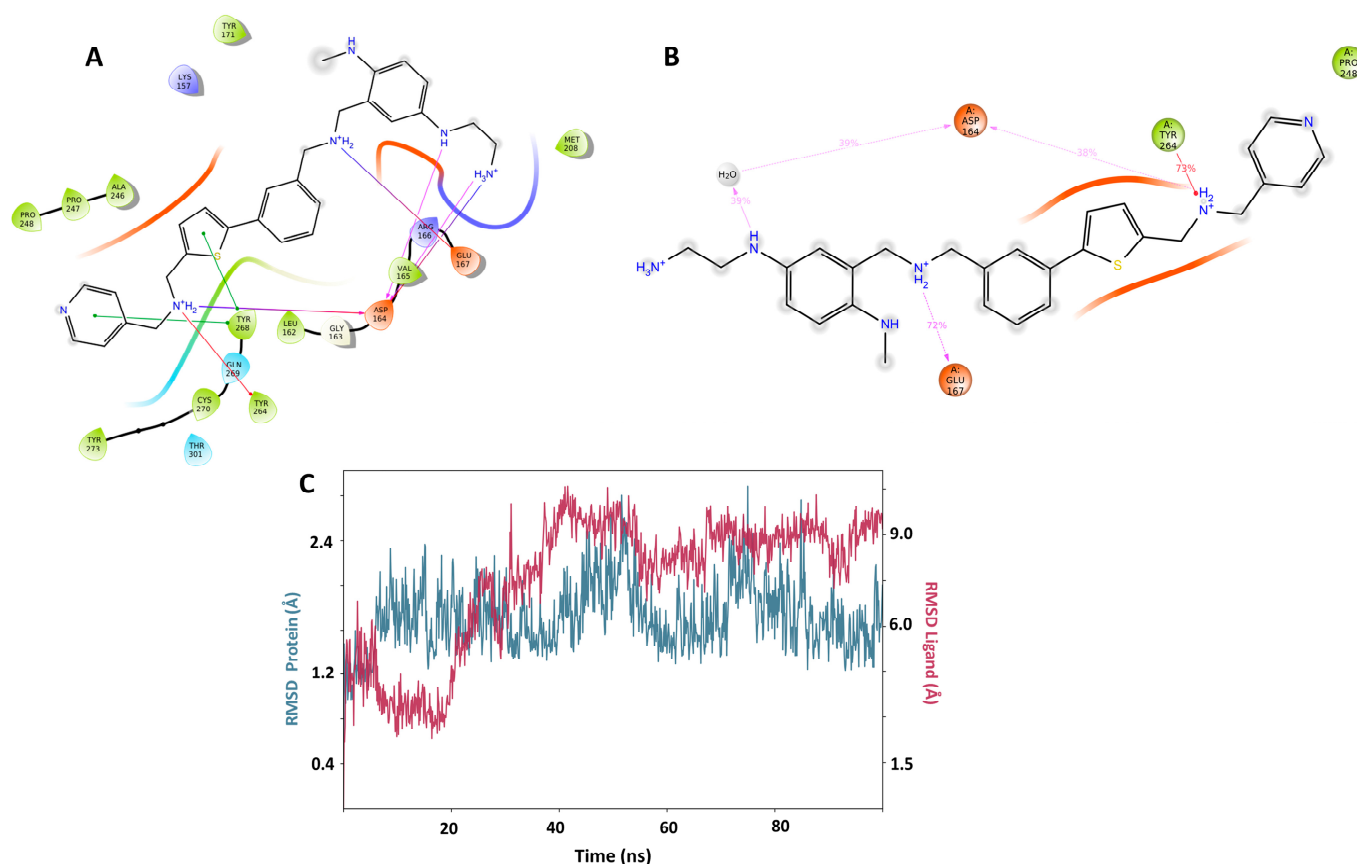 A
TYR
171
LYS
157
H
N
N
H
N⁺H₂
H₃N⁺
MET
208
ALA
246
PRO
247
PRO
248
ARG
166
GLU
167
VAL
165
ASP
164
S
N
N⁺H₂
TYR
268
LEU
162
GLY
163
GLN
269
CYS
270
TYR
264
TYR
273
THR
301
B
A:
PRO
248
A:
ASP
164
A:
TYR
264
N
39%
38%
73%
H₂O
39%
H₂
N⁺
H
N
S
H₃N⁺
N⁺
H₂
NH
72%
A:
GLU
167
C
2.4
1.2
0.4
RMSD Protein (Å)
9.0
6.0
1.5
RMSD Ligand (Å)
20
40
60
80
Time (ns)